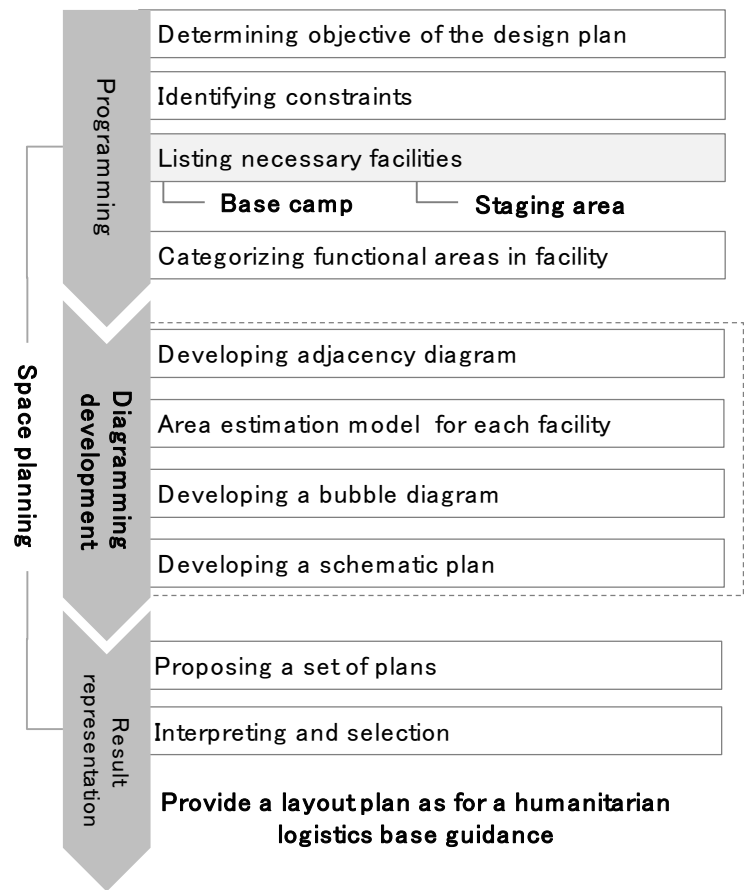 Space planning
Programming
Determining objective of the design plan
Identifying constraints
Listing necessary facilities
Base camp
Staging area
Categorizing functional areas in facility
Diagramming
development
Developing adjacency diagram
Area estimation model for each facility
Developing a bubble diagram
Developing a schematic plan
Result
representation
Proposing a set of plans
Interpreting and selection
Provide a layout plan as for a humanitarian
logistics base guidance